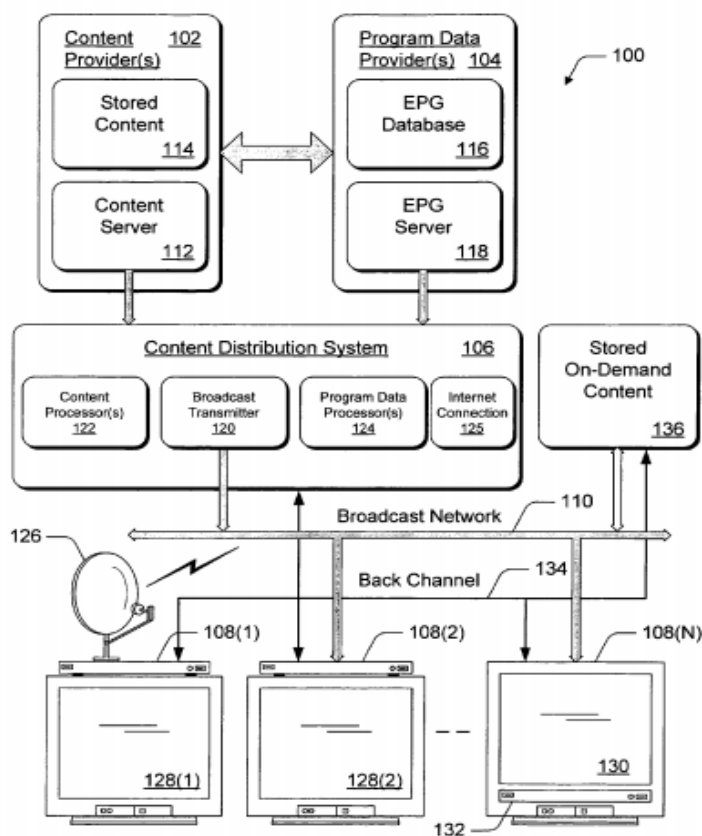 Content
Provider(s)
102
Stored
Content
114
Content
Server
112
Program Data
Provider(s)
104
EPG
Database
116
EPG
Server
118
100
Content Distribution System
106
Content
Processor(s)
122
Broadcast
Transmitter
120
Program Data
Processor(s)
124
Internet
Connection
125
Stored
On-Demand
Content
136
110
Broadcast Network
126
Back Channel
134
108(1)
108(2)
108(N)
128(1)
128(2)
130
132